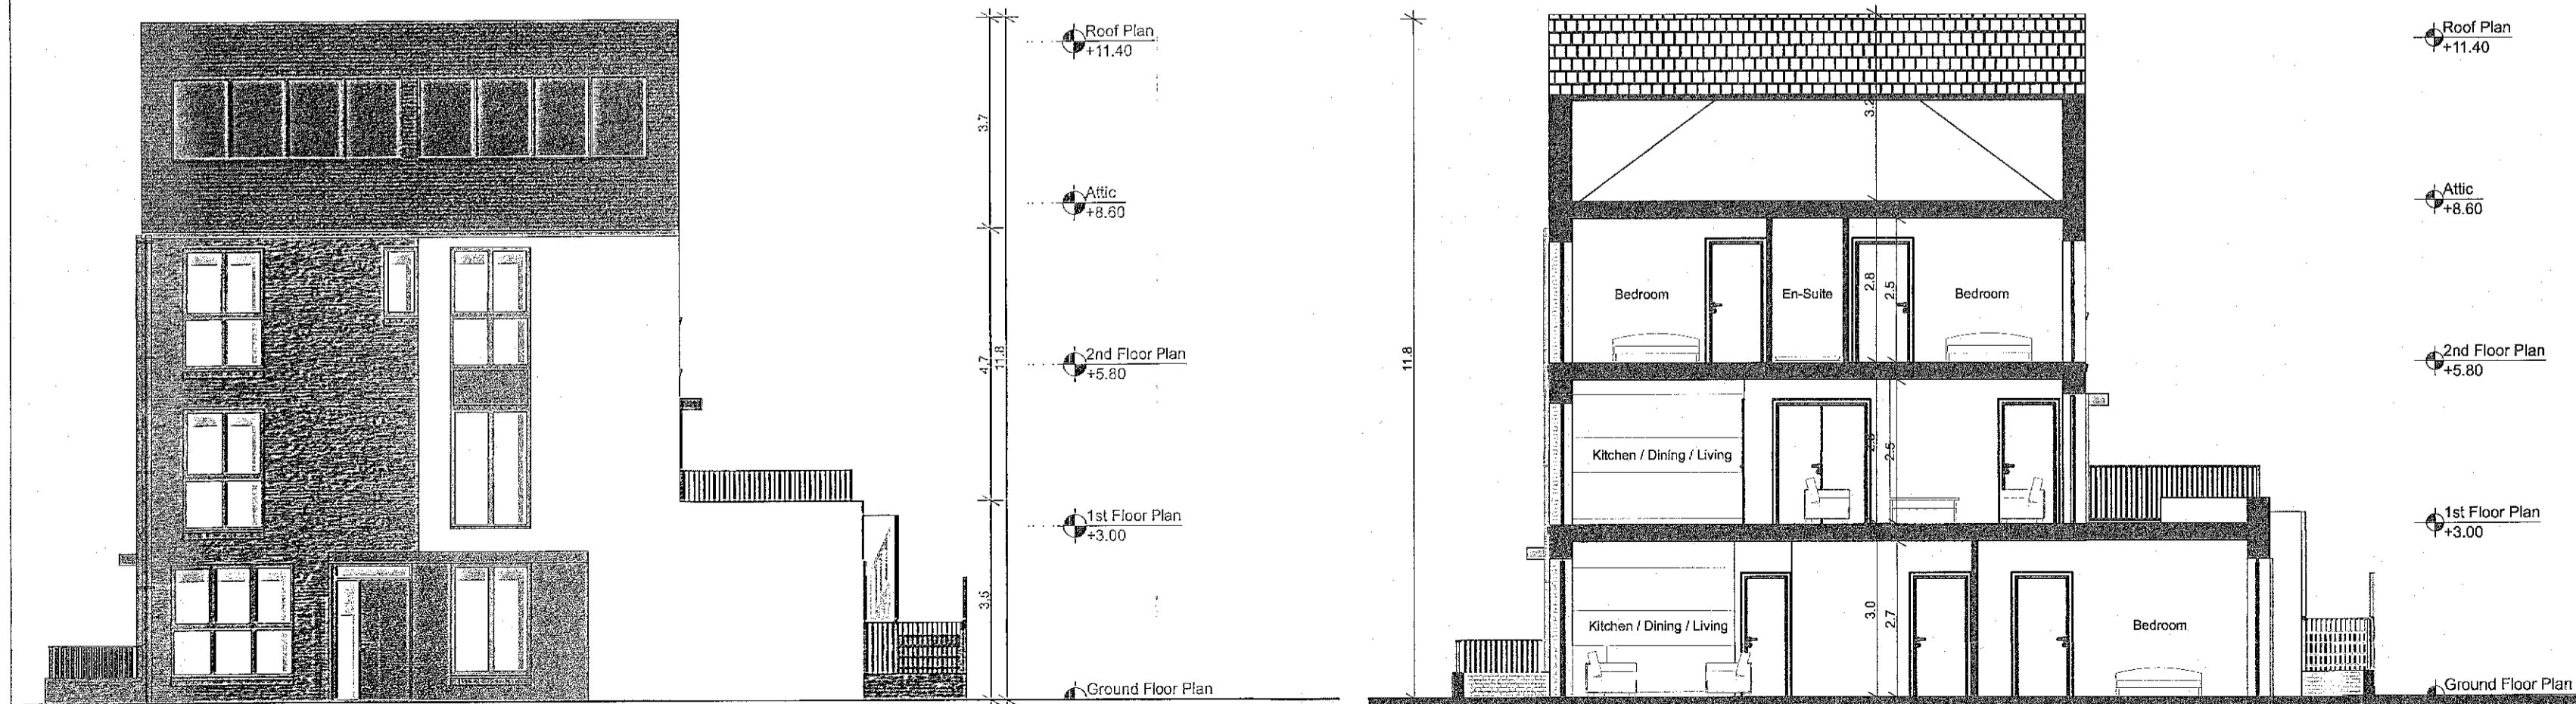 Roof Plan
+11.40
3.7
Attic
+8.60
4.7
11.8
2nd Floor Plan
+5.80
1st Floor Plan
+3.00
3.5
Ground Floor Plan
11.8
3.2
Roof Plan
+11.40
Attic
+8.60
Bedroom
En-Suite
2.8
2.5
Bedroom
2nd Floor Plan
+5.80
Kitchen / Dining / Living
2.8
2.5
1st Floor Plan
+3.00
Kitchen / Dining / Living
3.0
2.7
Bedroom
Ground Floor Plan